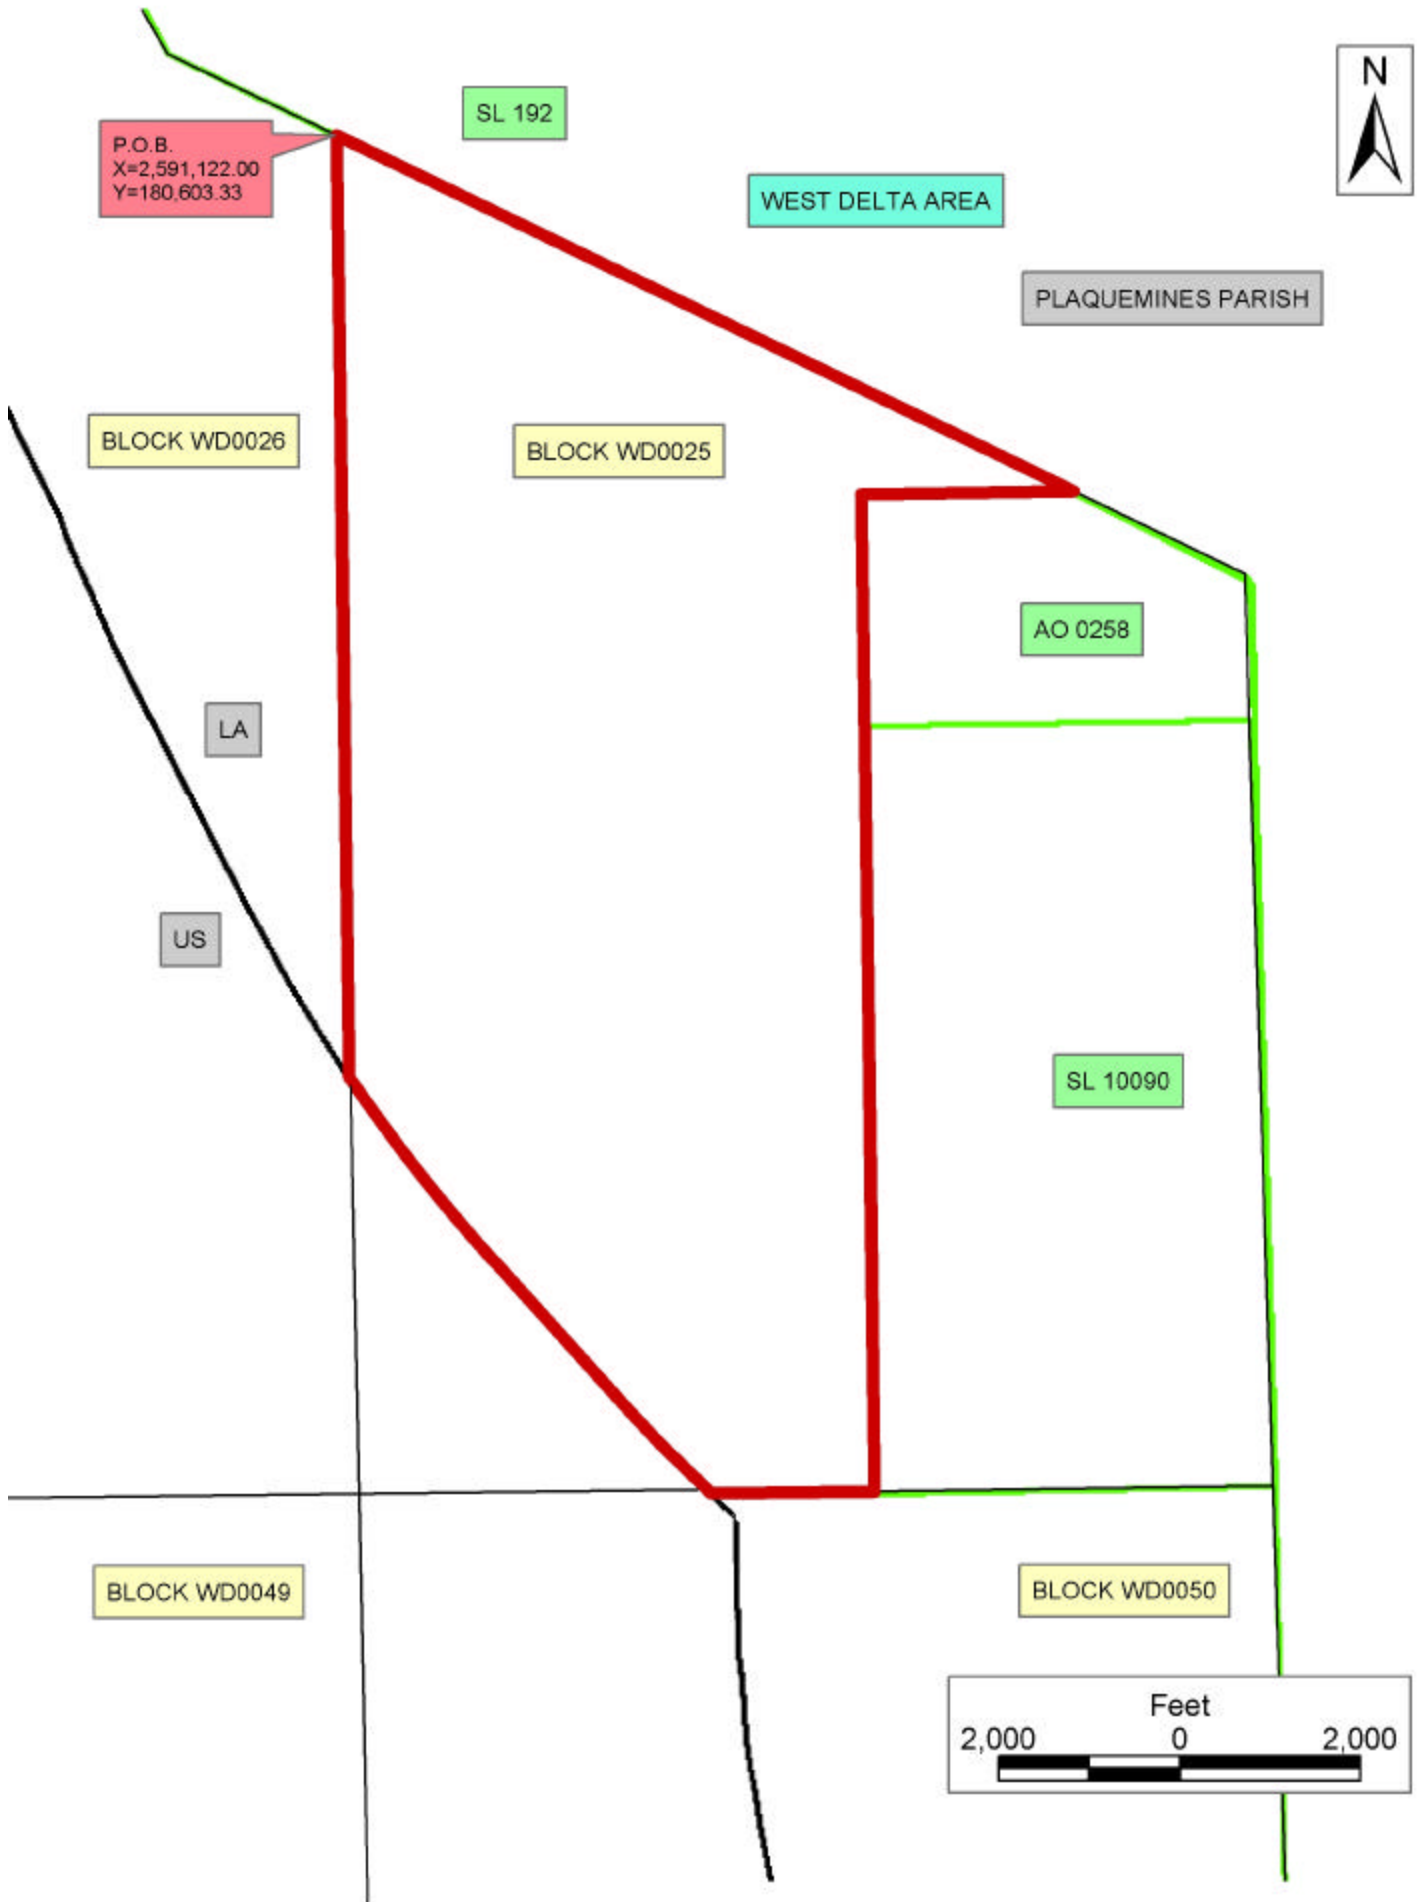 N
SL 192
P.O.B.
X=2,591,122.00
Y=180,603.33
WEST DELTA AREA
PLAQUEMINES PARISH
BLOCK WD0026
BLOCK WD0025
AO 0258
LA
US
SL 10090
BLOCK WD0049
BLOCK WD0050
Feet
2,000 0 2,000